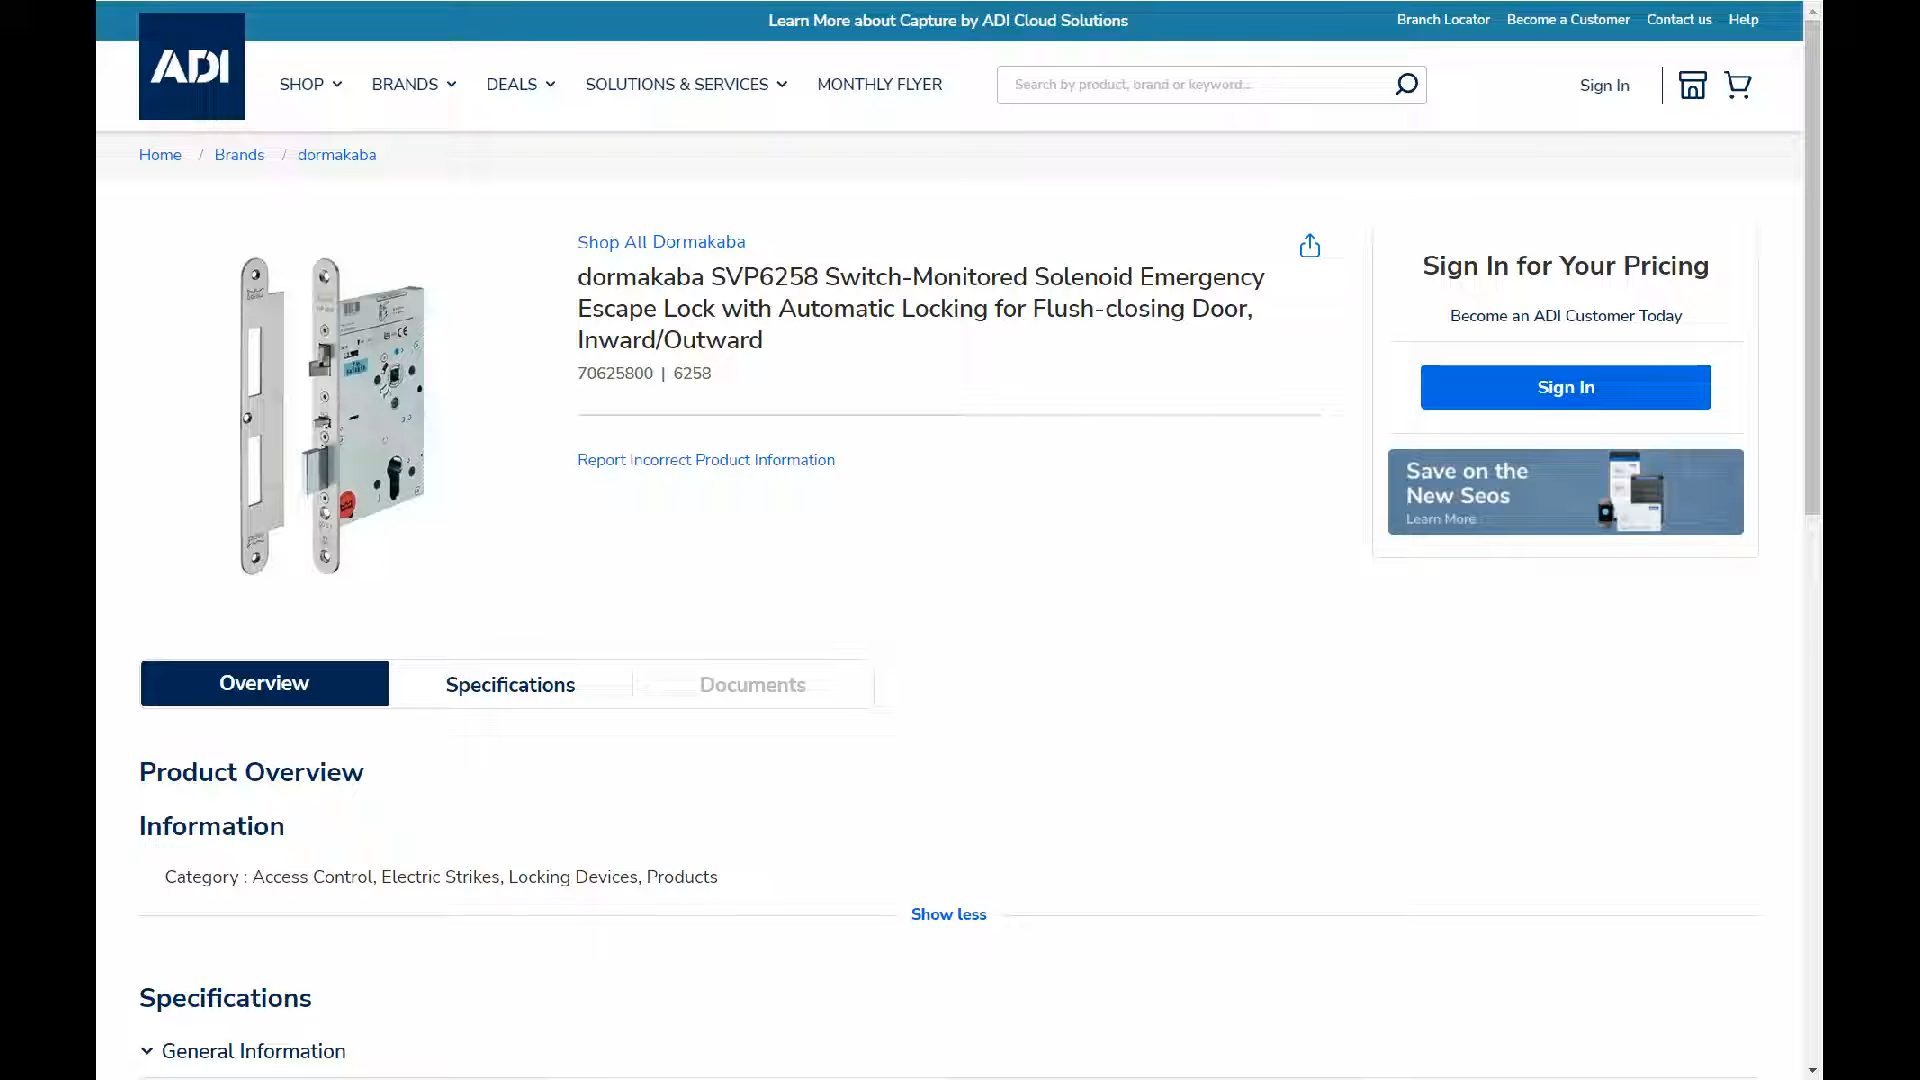 Learn More about Capture by ADI Cloud Solutions
Branch Locator Become a Customer Contact us Help
ADI
SHOP BRANDS DEALS SOLUTIONS & SERVICES MONTHLY FLYER
Search by product, brand or keyword...
Sign In
Home / Brands / dormakaba
Shop All Dormakaba
dormakaba SVP6258 Switch-Monitored Solenoid Emergency
Escape Lock with Automatic Locking for Flush-closing Door,
Inward/Outward
70625800 | 6258
Report Incorrect Product Information
Sign In for Your Pricing
Become an ADI Customer Today
Sign In
Save on the
New Seos
Learn More
Overview
Specifications
Documents
Product Overview
Information
Category : Access Control, Electric Strikes, Locking Devices, Products
Show less
Specifications
General Information